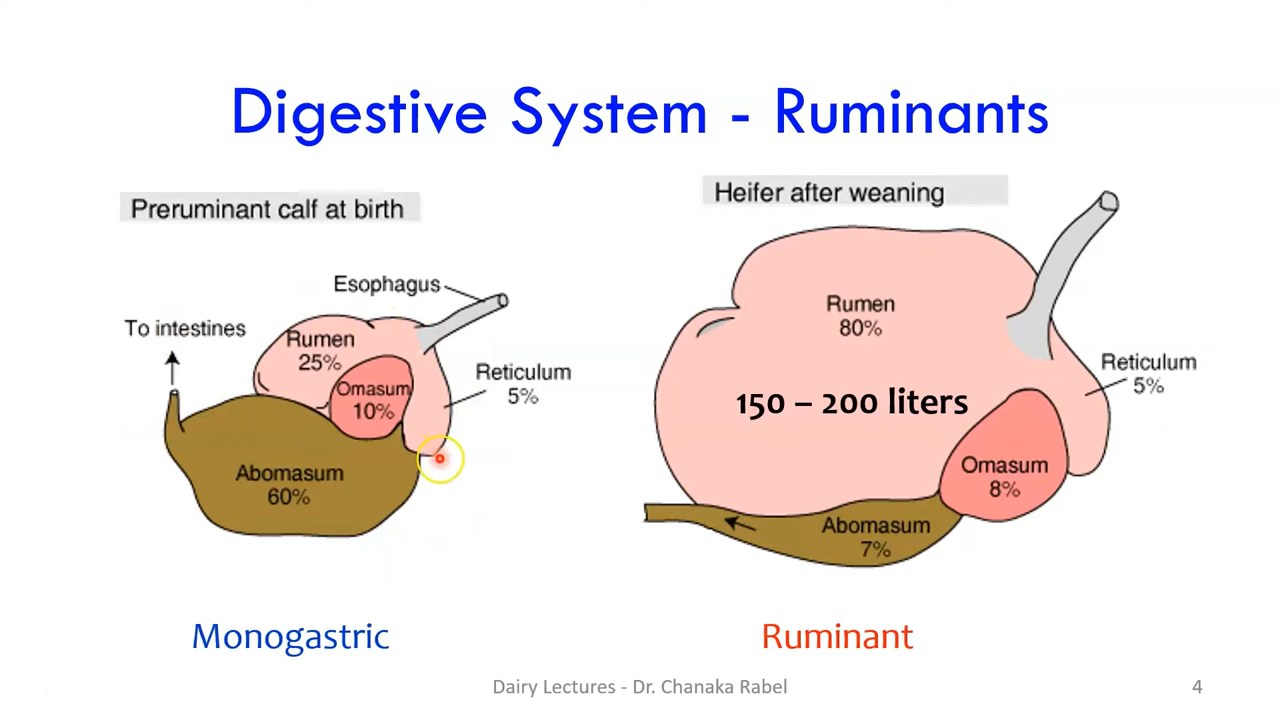 Digestive System - Ruminants
Preruminant calf at birth
Esophagus
To intestines
Rumen
25%
Omasum
10%
Reticulum
5%
Abomasum
60%
Monogastric
Heifer after weaning
Rumen
80%
150 – 200 liters
Reticulum
5%
Omasum
8%
Abomasum
7%
Ruminant
Dairy Lectures - Dr. Chanaka Rabel
4